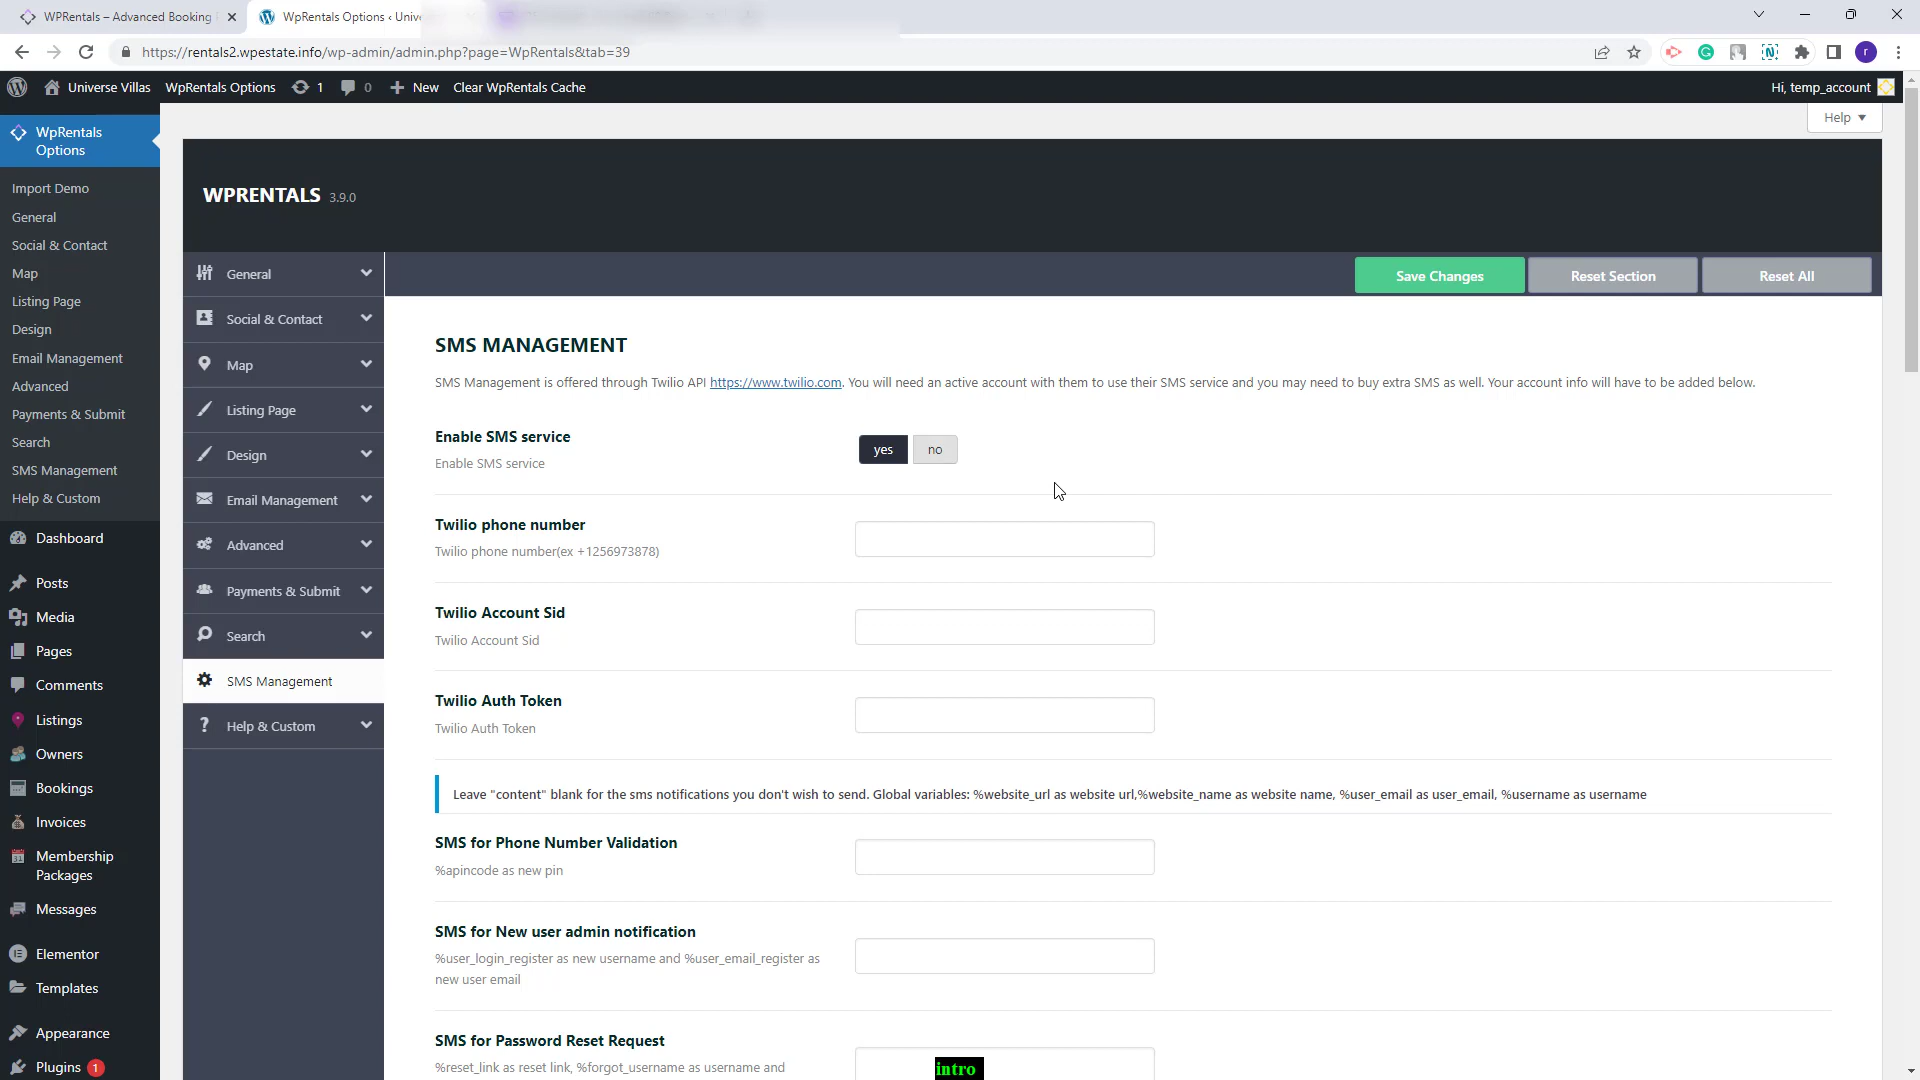 WPRentals – Advanced Booking
WpRentals Options ‹ Unive
https://rentals2.wpestate.info/wp-admin/admin.php?page=WpRentals&tab=39
r
Universe Villas
WpRentals Options
1
0
New
Clear WpRentals Cache
Hi, temp_account
Help
WpRentals
Options
Import Demo
General
Social & Contact
Map
Listing Page
Design
Email Management
Advanced
Payments & Submit
Search
SMS Management
Help & Custom
Dashboard
Posts
Media
Pages
Comments
Listings
Owners
Bookings
Invoices
Membership
Packages
Messages
Elementor
Templates
Appearance
Plugins 1
WPRENTALS 3.9.0
General
Social & Contact
Map
Listing Page
Design
Email Management
Advanced
Payments & Submit
Search
SMS Management
Help & Custom
Save Changes
Reset Section
Reset All
SMS MANAGEMENT
SMS Management is offered through Twilio API https://www.twilio.com. You will need an active account with them to use their SMS service and you may need to buy extra SMS as well. Your account info will have to be added below.
Enable SMS service
Enable SMS service
yes
no
Twilio phone number
Twilio phone number(ex +1256973878)
Twilio Account Sid
Twilio Account Sid
Twilio Auth Token
Twilio Auth Token
Leave "content" blank for the sms notifications you don't wish to send. Global variables: %website_url as website url,%website_name as website name, %user_email as user_email, %username as username
SMS for Phone Number Validation
%apincode as new pin
SMS for New user admin notification
%user_login_register as new username and %user_email_register as
new user email
SMS for Password Reset Request
%reset_link as reset link, %forgot_username as username and
intro